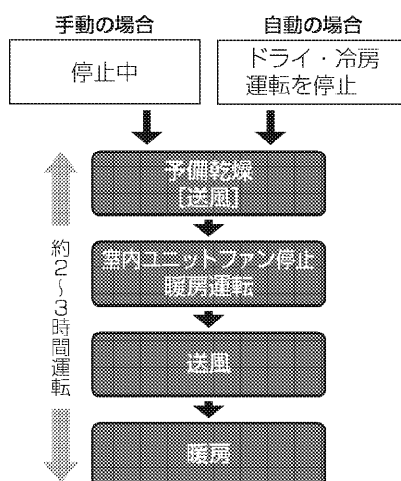 手動の場合
自動の場合
停止中
ドライ・冷房
運転を停止
予備乾燥
[送風]
室内ユニットファン停止
暖房運転
送風
暖房
約2~3時間運転